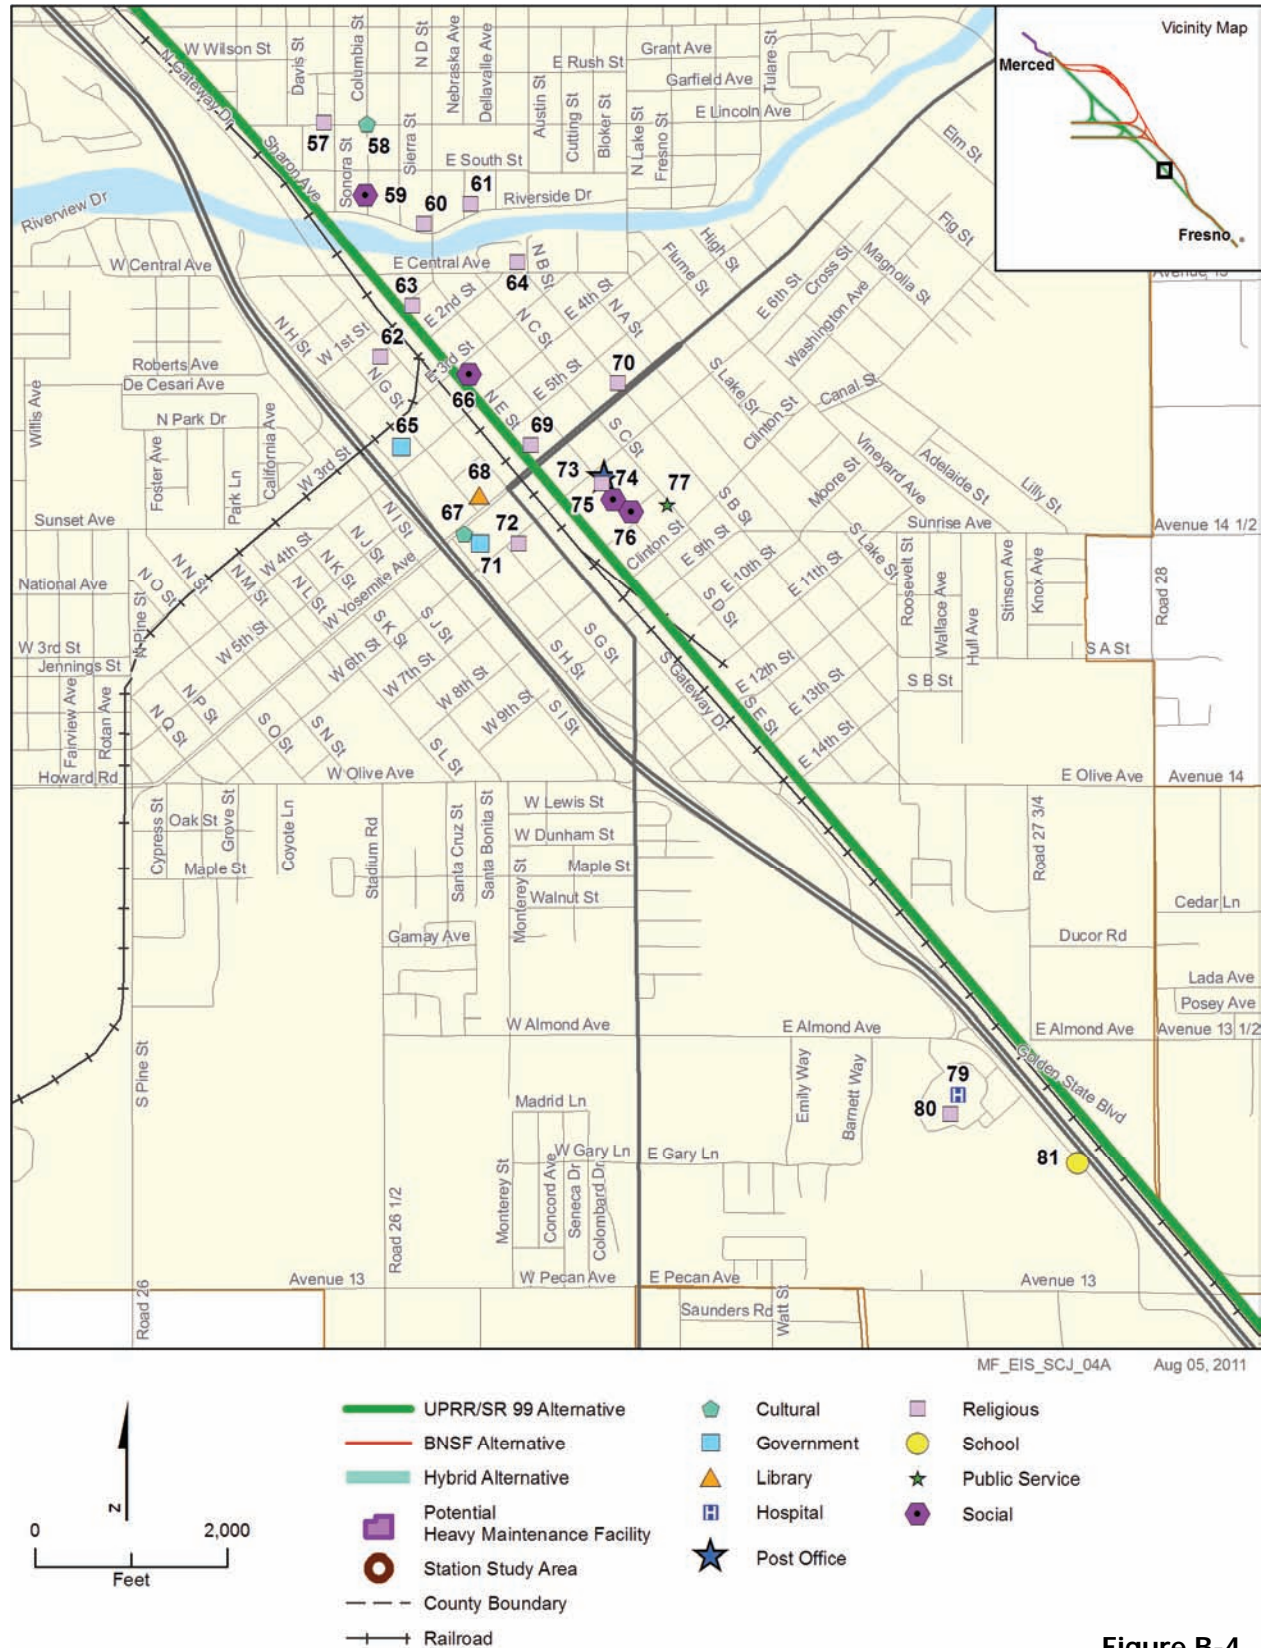 Vicinity Map
Merced
Fresno
W Wilson St
N Gateway Dr
Davis St
Columbia St
N D St
Nebraska Ave
Dellavalle Ave
Grant Ave
E Rush St
Garfield Ave
Tulare St
E Lincoln Ave
Austin St
Cutting St
Bloker St
N Lake St
Fresno St
Elm St
57
58
Sierra St
Sonora St
Sharon Ave
E South St
59
61
60
Riverside Dr
Riverview Dr
Fig St
High St
Flume St
Cross St
Magnolia St
W Central Ave
E Central Ave
N B St
64
E 4th St
N A St
E 6th St
Washington Ave
63
E 2nd St
N C St
N H St
W 1st St
62
E 3rd St
Roberts Ave
De Cesari Ave
Willis Ave
N G St
E 5th St
70
S Lake St
Canal St
N Park Dr
California Ave
66
N E St
65
69
S C St
Clinton St
Foster Ave
Park Ln
W 3rd St
68
73
74
77
Moore St
Vineyard Ave
Adelaide St
Lilly St
Sunset Ave
67
72
75
76
S B St
Sunrise Ave
Avenue 14 1/2
N I St
71
Clinton St
E 9th St
S Lake St
National Ave
N O St
N N St
N M St
W 4th St
N L St
N K St
N J St
W Yosemite Ave
E 10th St
E 11th St
Roosevelt St
Wallace Ave
Hull Ave
Stinson Ave
Knox Ave
Road 28
S D St
N Pine St
W 3rd St
Jennings St
W 5th St
W 6th St
S K St
S J St
W 7th St
W 8th St
W 9th St
S H St
S G St
S I St
S Gateway Dr
E 12th St
E 13th St
S E St
E 14th St
S A St
S B St
Fairview Ave
Rotan Ave
N P St
N Q St
S O St
S N St
S L St
Howard Rd
W Olive Ave
E Olive Ave
Avenue 14
Cypress St
Oak St
Grove St
Coyote Ln
Maple St
Stadium Rd
Santa Cruz St
Santa Bonita St
W Lewis St
W Dunham St
Maple St
Walnut St
Monterey St
Gamay Ave
Road 27 3/4
Cedar Ln
Ducor Rd
Lada Ave
Posey Ave
W Almond Ave
E Almond Ave
E Almond Ave
Avenue 13 1/2
S Pine St
Golden State Blvd
Emily Way
Barnett Way
79
80
Madrid Ln
W Gary Ln
E Gary Ln
81
Monterey St
Concord Ave
Seneca Dr
Colombard Dr
Road 26 1/2
Avenue 13
W Pecan Ave
E Pecan Ave
Avenue 13
Road 26
Saunders Rd
Watt St
MF_EIS_SCJ_04A Aug 05, 2011
N
0 2,000
Feet
UPRR/SR 99 Alternative
BNSF Alternative
Hybrid Alternative
Potential
Heavy Maintenance Facility
Station Study Area
County Boundary
Railroad
Cultural
Government
Library
H Hospital
Post Office
Religious
School
Public Service
Social
Figure B-4